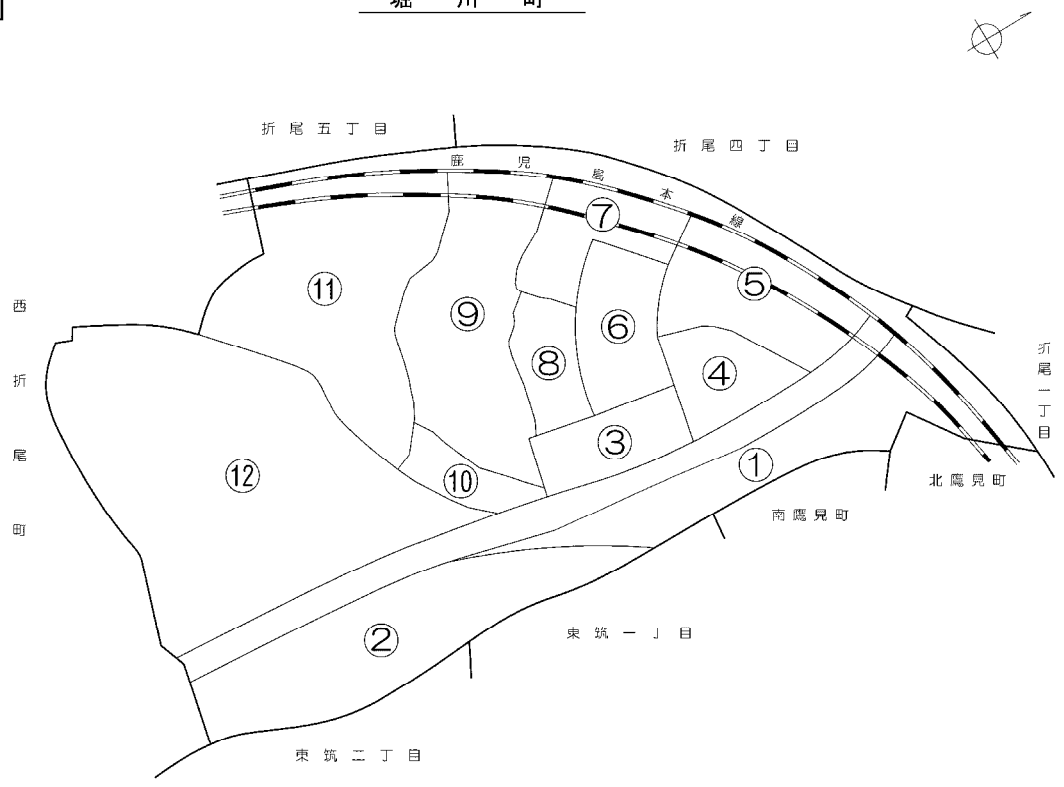 堀川町
折尾五丁目
折尾四丁目
鹿児島本線
⑦
⑤
⑪
⑨
⑥
西折尾町
折尾一丁目
⑧
④
③
①
⑫
⑩
北鷹見町
南鷹見町
②
東筑一丁目
東筑二丁目